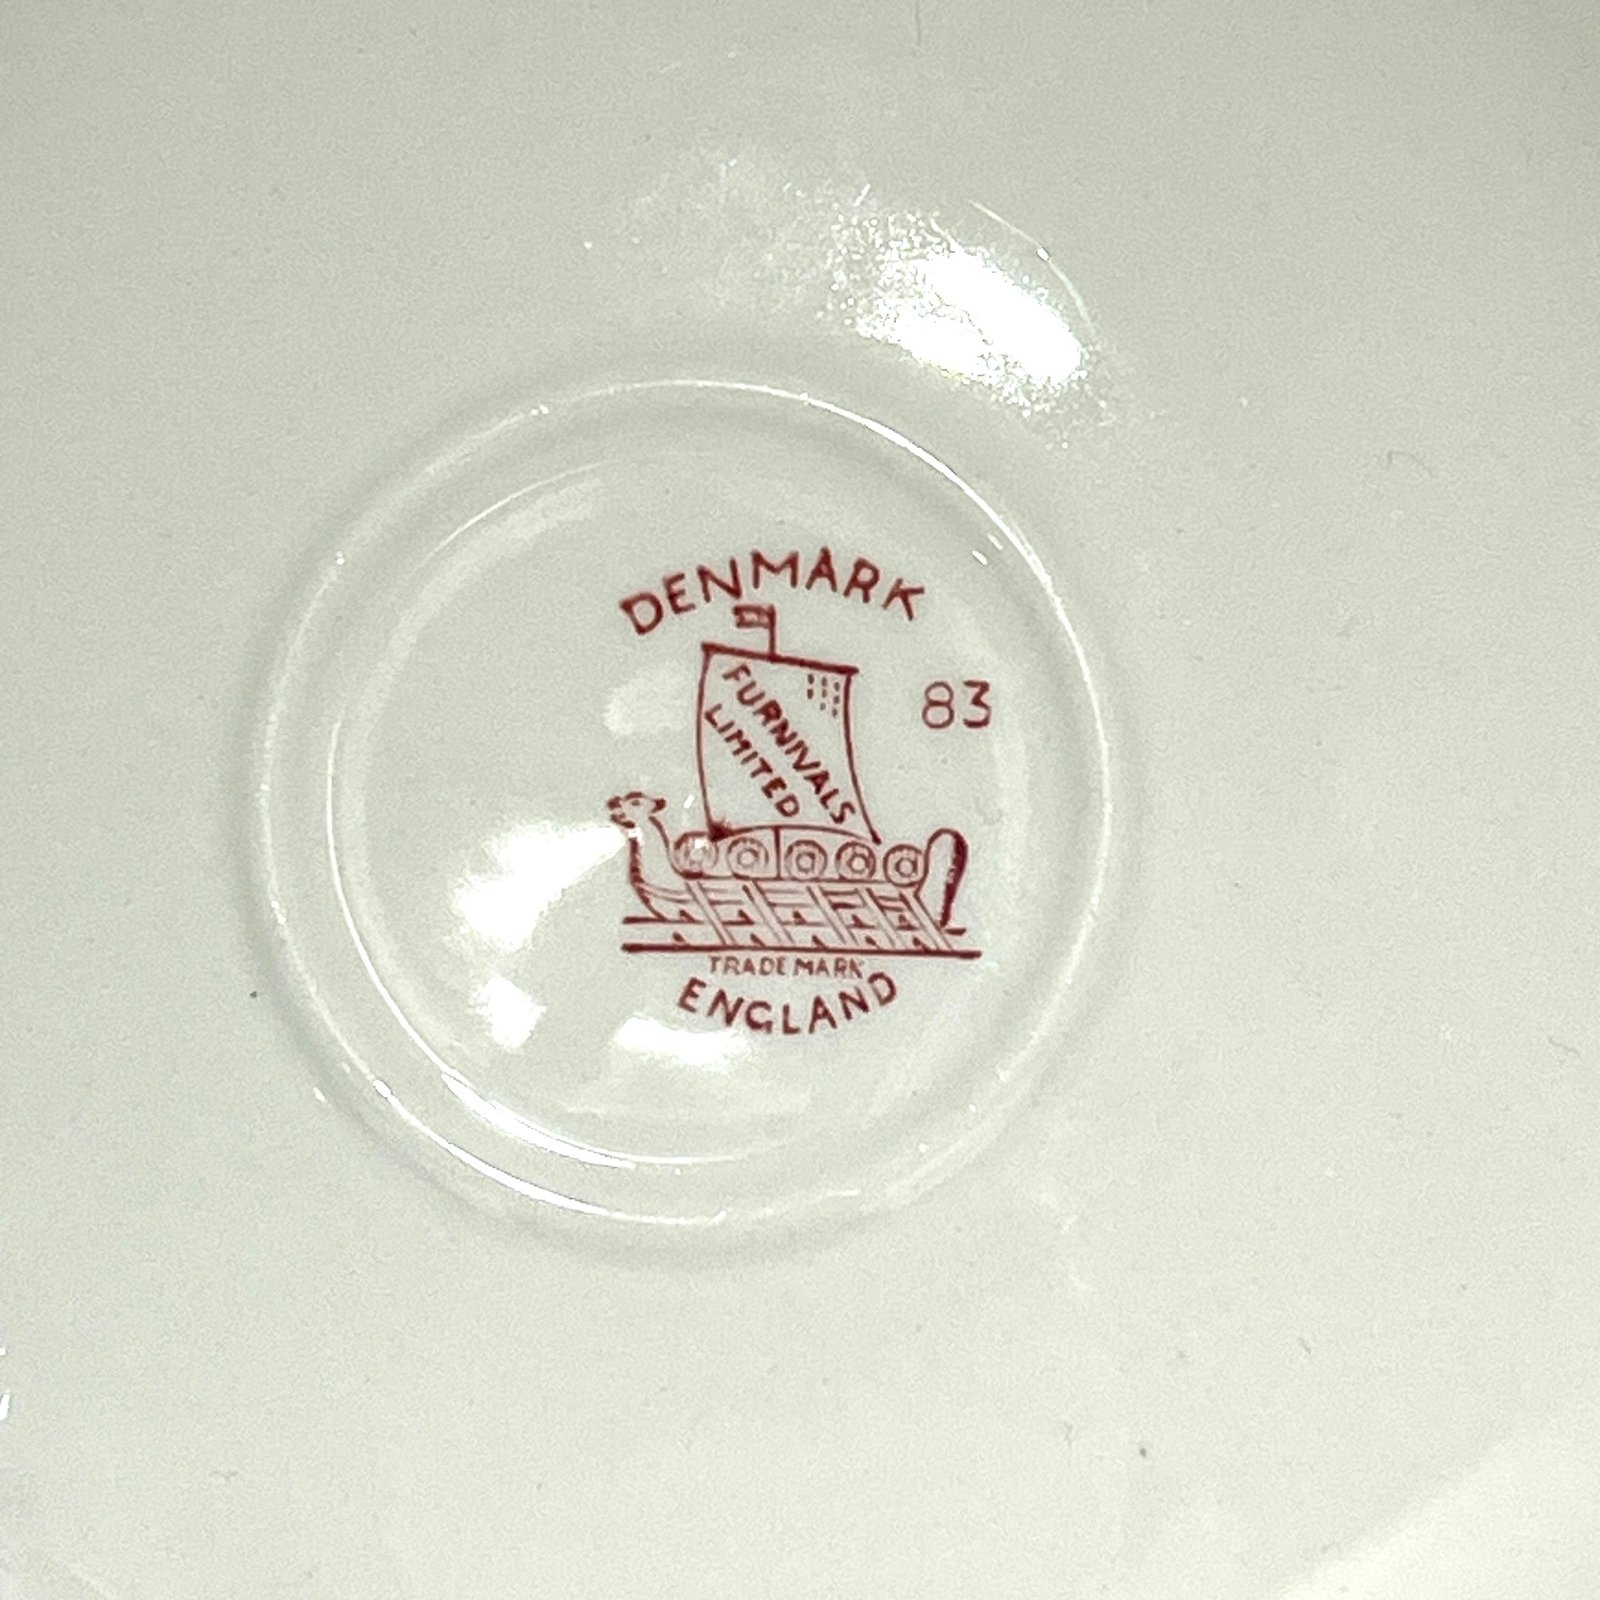 DENMARK
83
FURNIVALS
LIMITED
TRADE MARK
ENGLAND